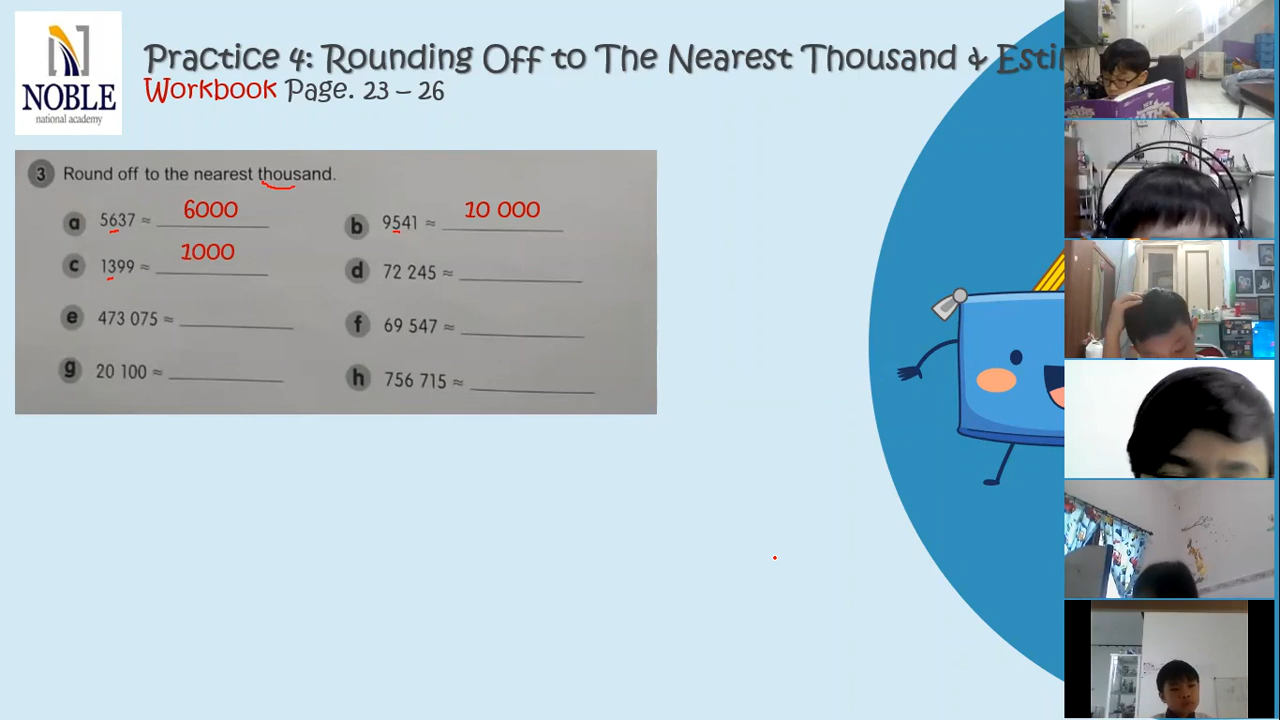 NOBLE
national academy
Practice 4: Rounding Off to The Nearest Thousand &
Workbook Page. 23 – 26
3 Round off to the nearest thousand.
a 5637 ≈ 6000
b 9541 ≈ 10 000
c 1399 ≈ 1000
d 72 245 ≈
e 473 075 ≈
f 69 547 ≈
g 20 100 ≈
h 756 715 ≈